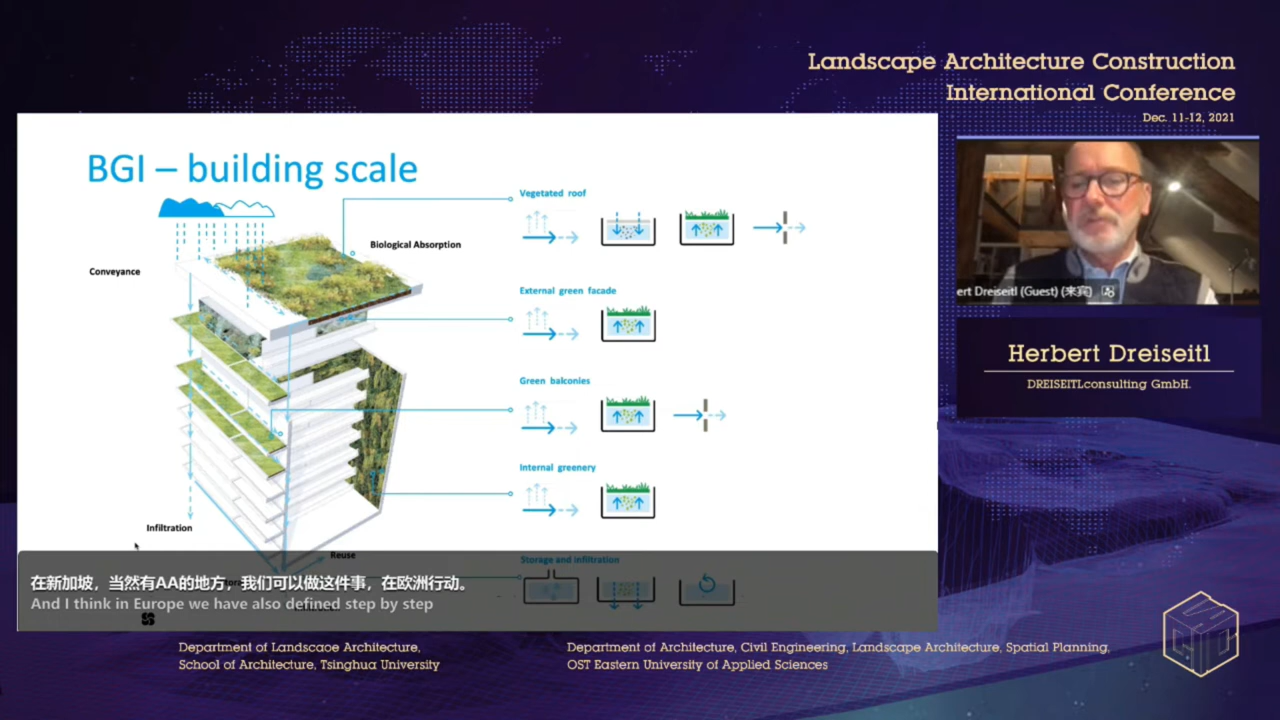 Landscape Architecture Construction
International Conference
Dec. 11-12, 2021
BGI – building scale
Vegetated roof
Biological Absorption
Conveyance
External green facade
Green balconies
Internal greenery
Infiltration
Reuse
Storage and infiltration
在新加坡，当然有AA的地方，我们可以做这件事，在欧洲行动。
And I think in Europe we have also defined step by step
ert Dreiseitl (Guest) (来宾)
Herbert Dreiseitl
DREISEITLconsulting GmbH.
Department of Landscaoe Architecture,
School of Architecture, Tsinghua University
Department of Architecture, Civil Engineering, Landscape Architecture, Spatial Planning,
OST Eastern University of Applied Sciences